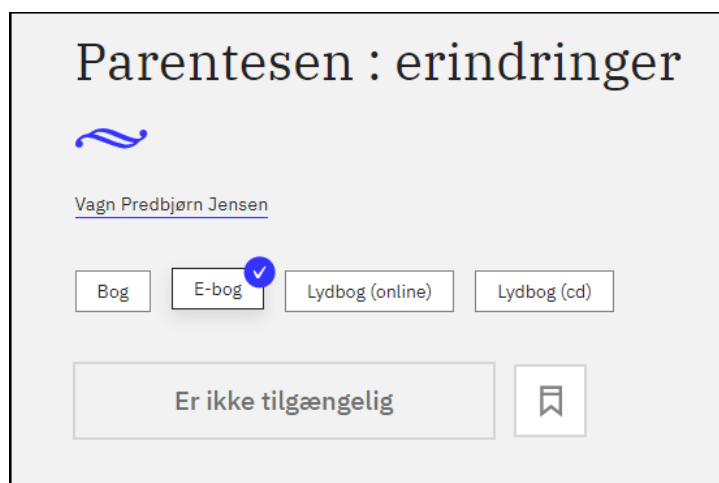 Parentesen : erindringer
Vagn Predbjørn Jensen
Bog E-bog Lydbog (online) Lydbog (cd)
Er ikke tilgængelig